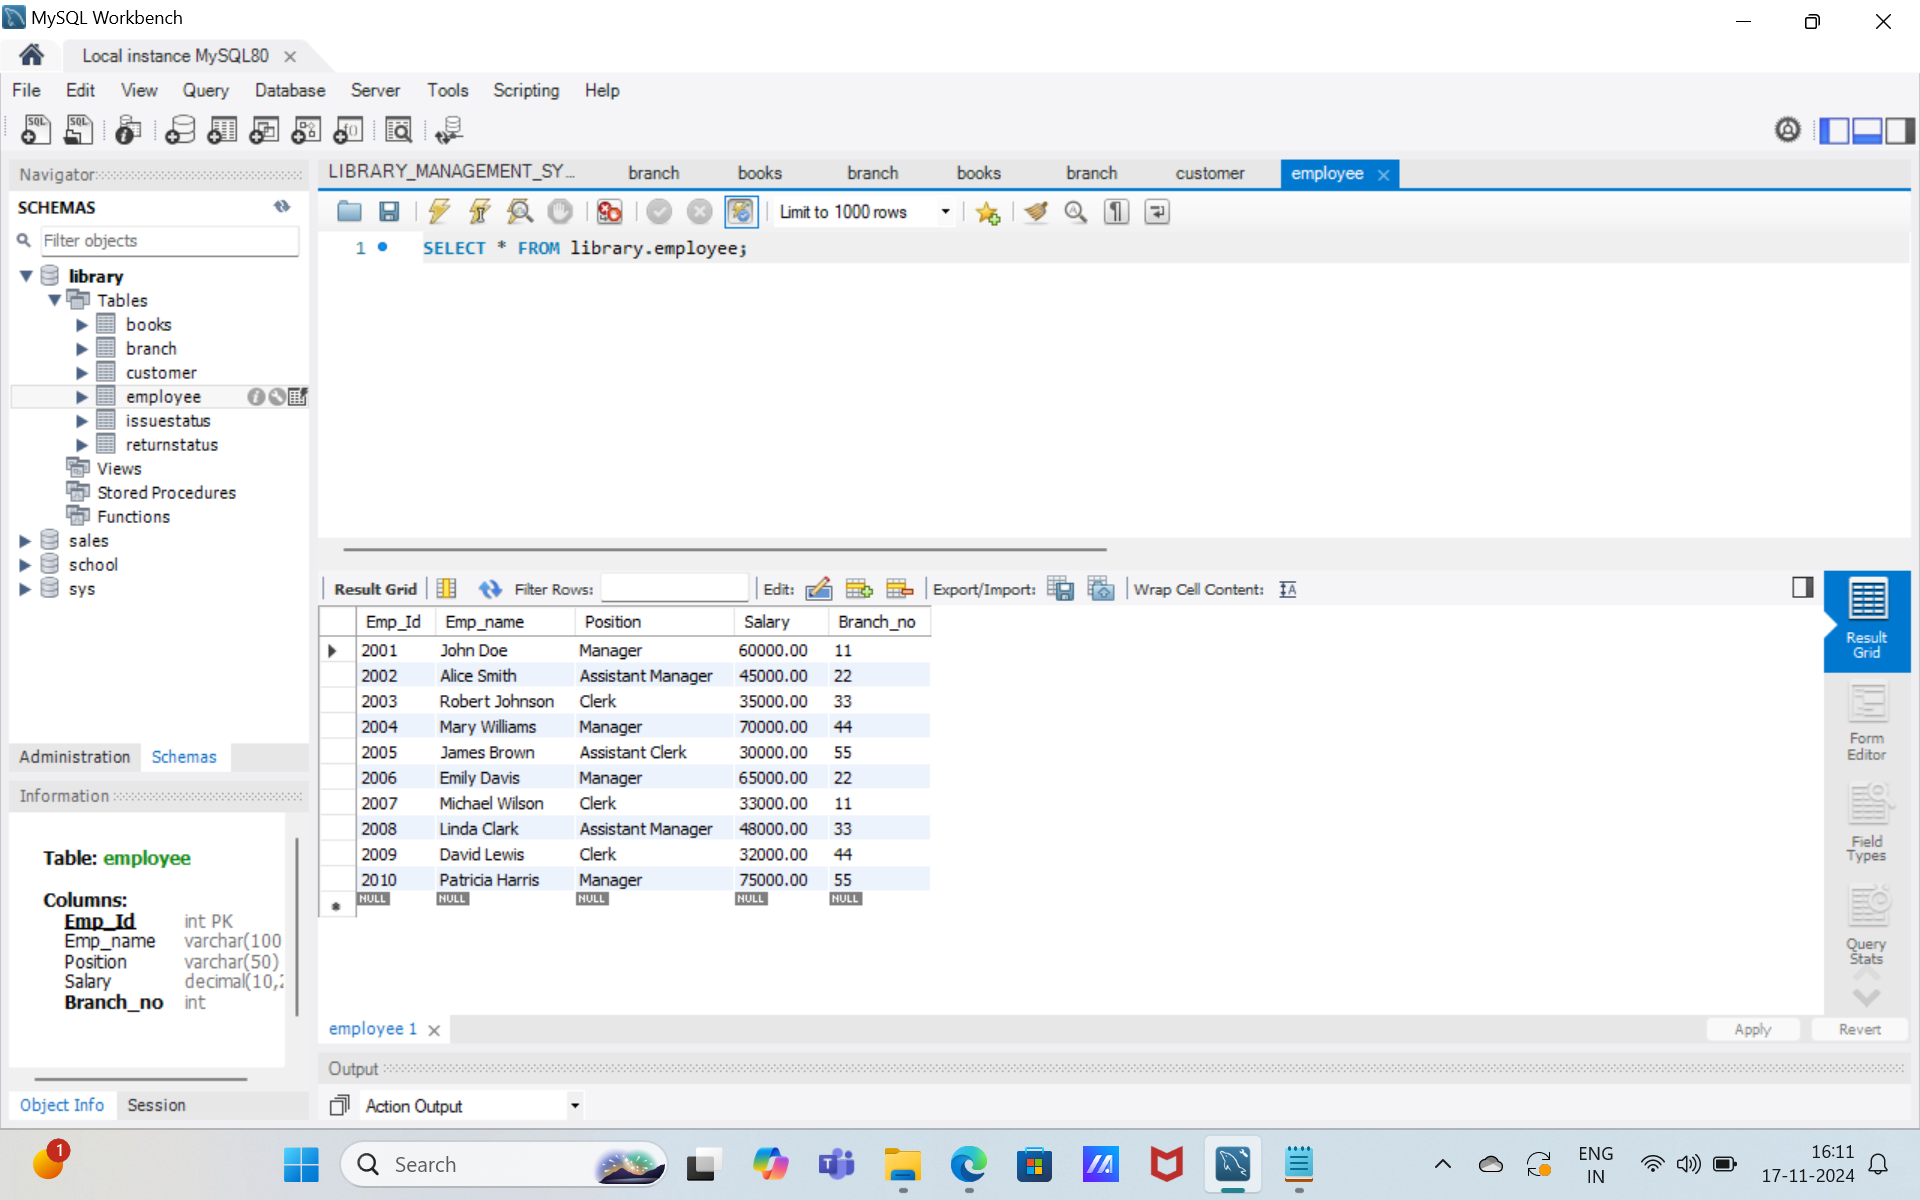 MySQL Workbench
Local instance MySQL80
File Edit View Query Database Server Tools Scripting Help
Navigator
SCHEMAS
Filter objects
library
Tables
books
branch
customer
employee
issuestatus
returnstatus
Views
Stored Procedures
Functions
sales
school
sys
Administration Schemas
Information
Table: employee
Columns:
Emp_Id int PK
Emp_name varchar(100
Position varchar(50)
Salary decimal(10,2
Branch_no int
Object Info Session
LIBRARY_MANAGEMENT_SY... branch books branch books branch customer employee
Limit to 1000 rows
1 SELECT * FROM library.employee;
Result Grid Filter Rows: Edit: Export/Import: Wrap Cell Content:
Emp_Id Emp_name Position Salary Branch_no
2001 John Doe Manager 60000.00 11
2002 Alice Smith Assistant Manager 45000.00 22
2003 Robert Johnson Clerk 35000.00 33
2004 Mary Williams Manager 70000.00 44
2005 James Brown Assistant Clerk 30000.00 55
2006 Emily Davis Manager 65000.00 22
2007 Michael Wilson Clerk 33000.00 11
2008 Linda Clark Assistant Manager 48000.00 33
2009 David Lewis Clerk 32000.00 44
2010 Patricia Harris Manager 75000.00 55
NULL NULL NULL NULL NULL
Result
Grid
Form
Editor
Field
Types
Query
Stats
employee 1
Apply Revert
Output
Action Output
1
Search
ENG
IN
16:11
17-11-2024